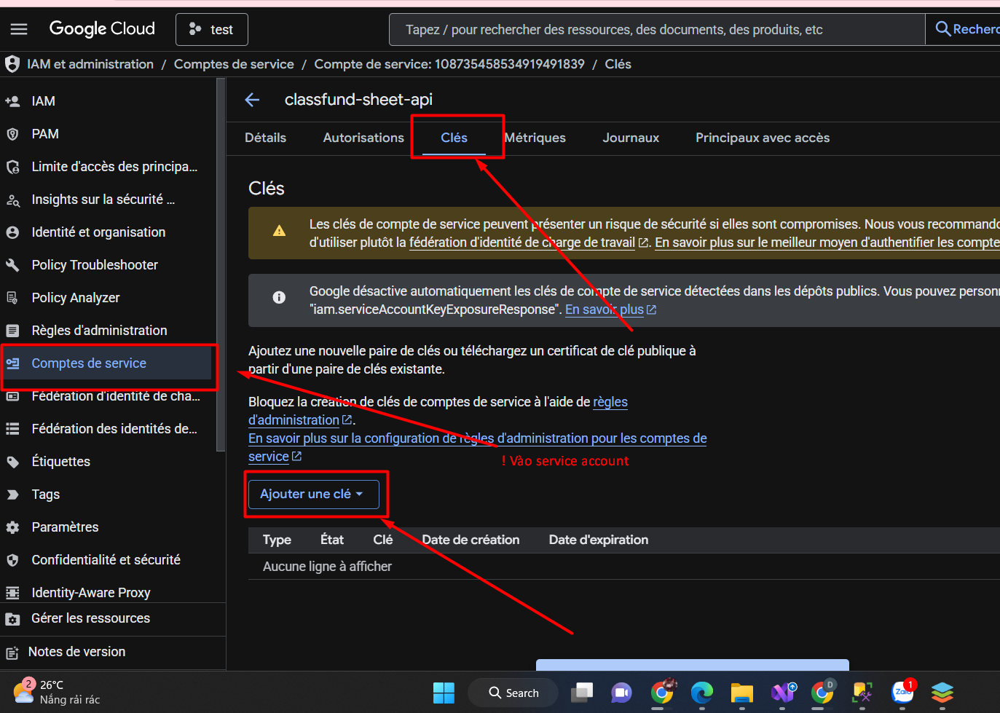 Google Cloud
test
Tapez / pour rechercher des ressources, des documents, des produits, etc
Recherc
IAM et administration / Comptes de service / Compte de service: 108735458534919491839 / Clés
IAM
PAM
Limite d'accès des principa...
Insights sur la sécurité ...
Identité et organisation
Policy Troubleshooter
Policy Analyzer
Règles d'administration
Comptes de service
Fédération d'identité de cha...
Fédération des identités de...
Étiquettes
Tags
Paramètres
Confidentialité et sécurité
Identity-Aware Proxy
Gérer les ressources
Notes de version
classfund-sheet-api
Détails Autorisations Clés Métriques Journaux Principaux avec accès
Clés
Les clés de compte de service peuvent présenter un risque de sécurité si elles sont compromises. Nous vous recommando
d'utiliser plutôt la fédération d'identité de charge de travail. En savoir plus sur le meilleur moyen d'authentifier les compte
Google désactive automatiquement les clés de compte de service détectées dans les dépôts publics. Vous pouvez person
"iam.serviceAccountKeyExposureResponse". En savoir plus
Ajoutez une nouvelle paire de clés ou téléchargez un certificat de clé publique à
partir d'une paire de clés existante.
Bloquez la création de clés de comptes de service à l'aide de règles
d'administration.
En savoir plus sur la configuration de règles d'administration pour les comptes de
service
! Vào service account
Ajouter une clé
Type État Clé Date de création Date d'expiration
Aucune ligne à afficher
2
26°C
Nắng rải rác
Search
D
Zalo
1